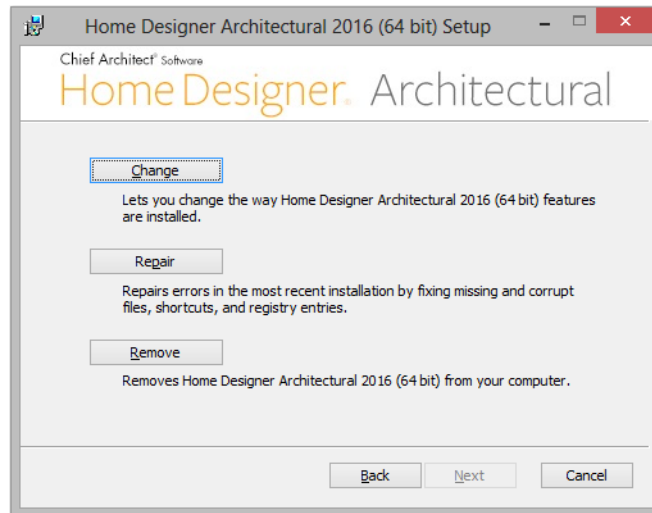 Home Designer Architectural 2016 (64 bit) Setup
Chief Architect® Software
Home Designer® Architectural
Change
Lets you change the way Home Designer Architectural 2016 (64 bit) features
are installed.
Repair
Repairs errors in the most recent installation by fixing missing and corrupt
files, shortcuts, and registry entries.
Remove
Removes Home Designer Architectural 2016 (64 bit) from your computer.
Back Next Cancel